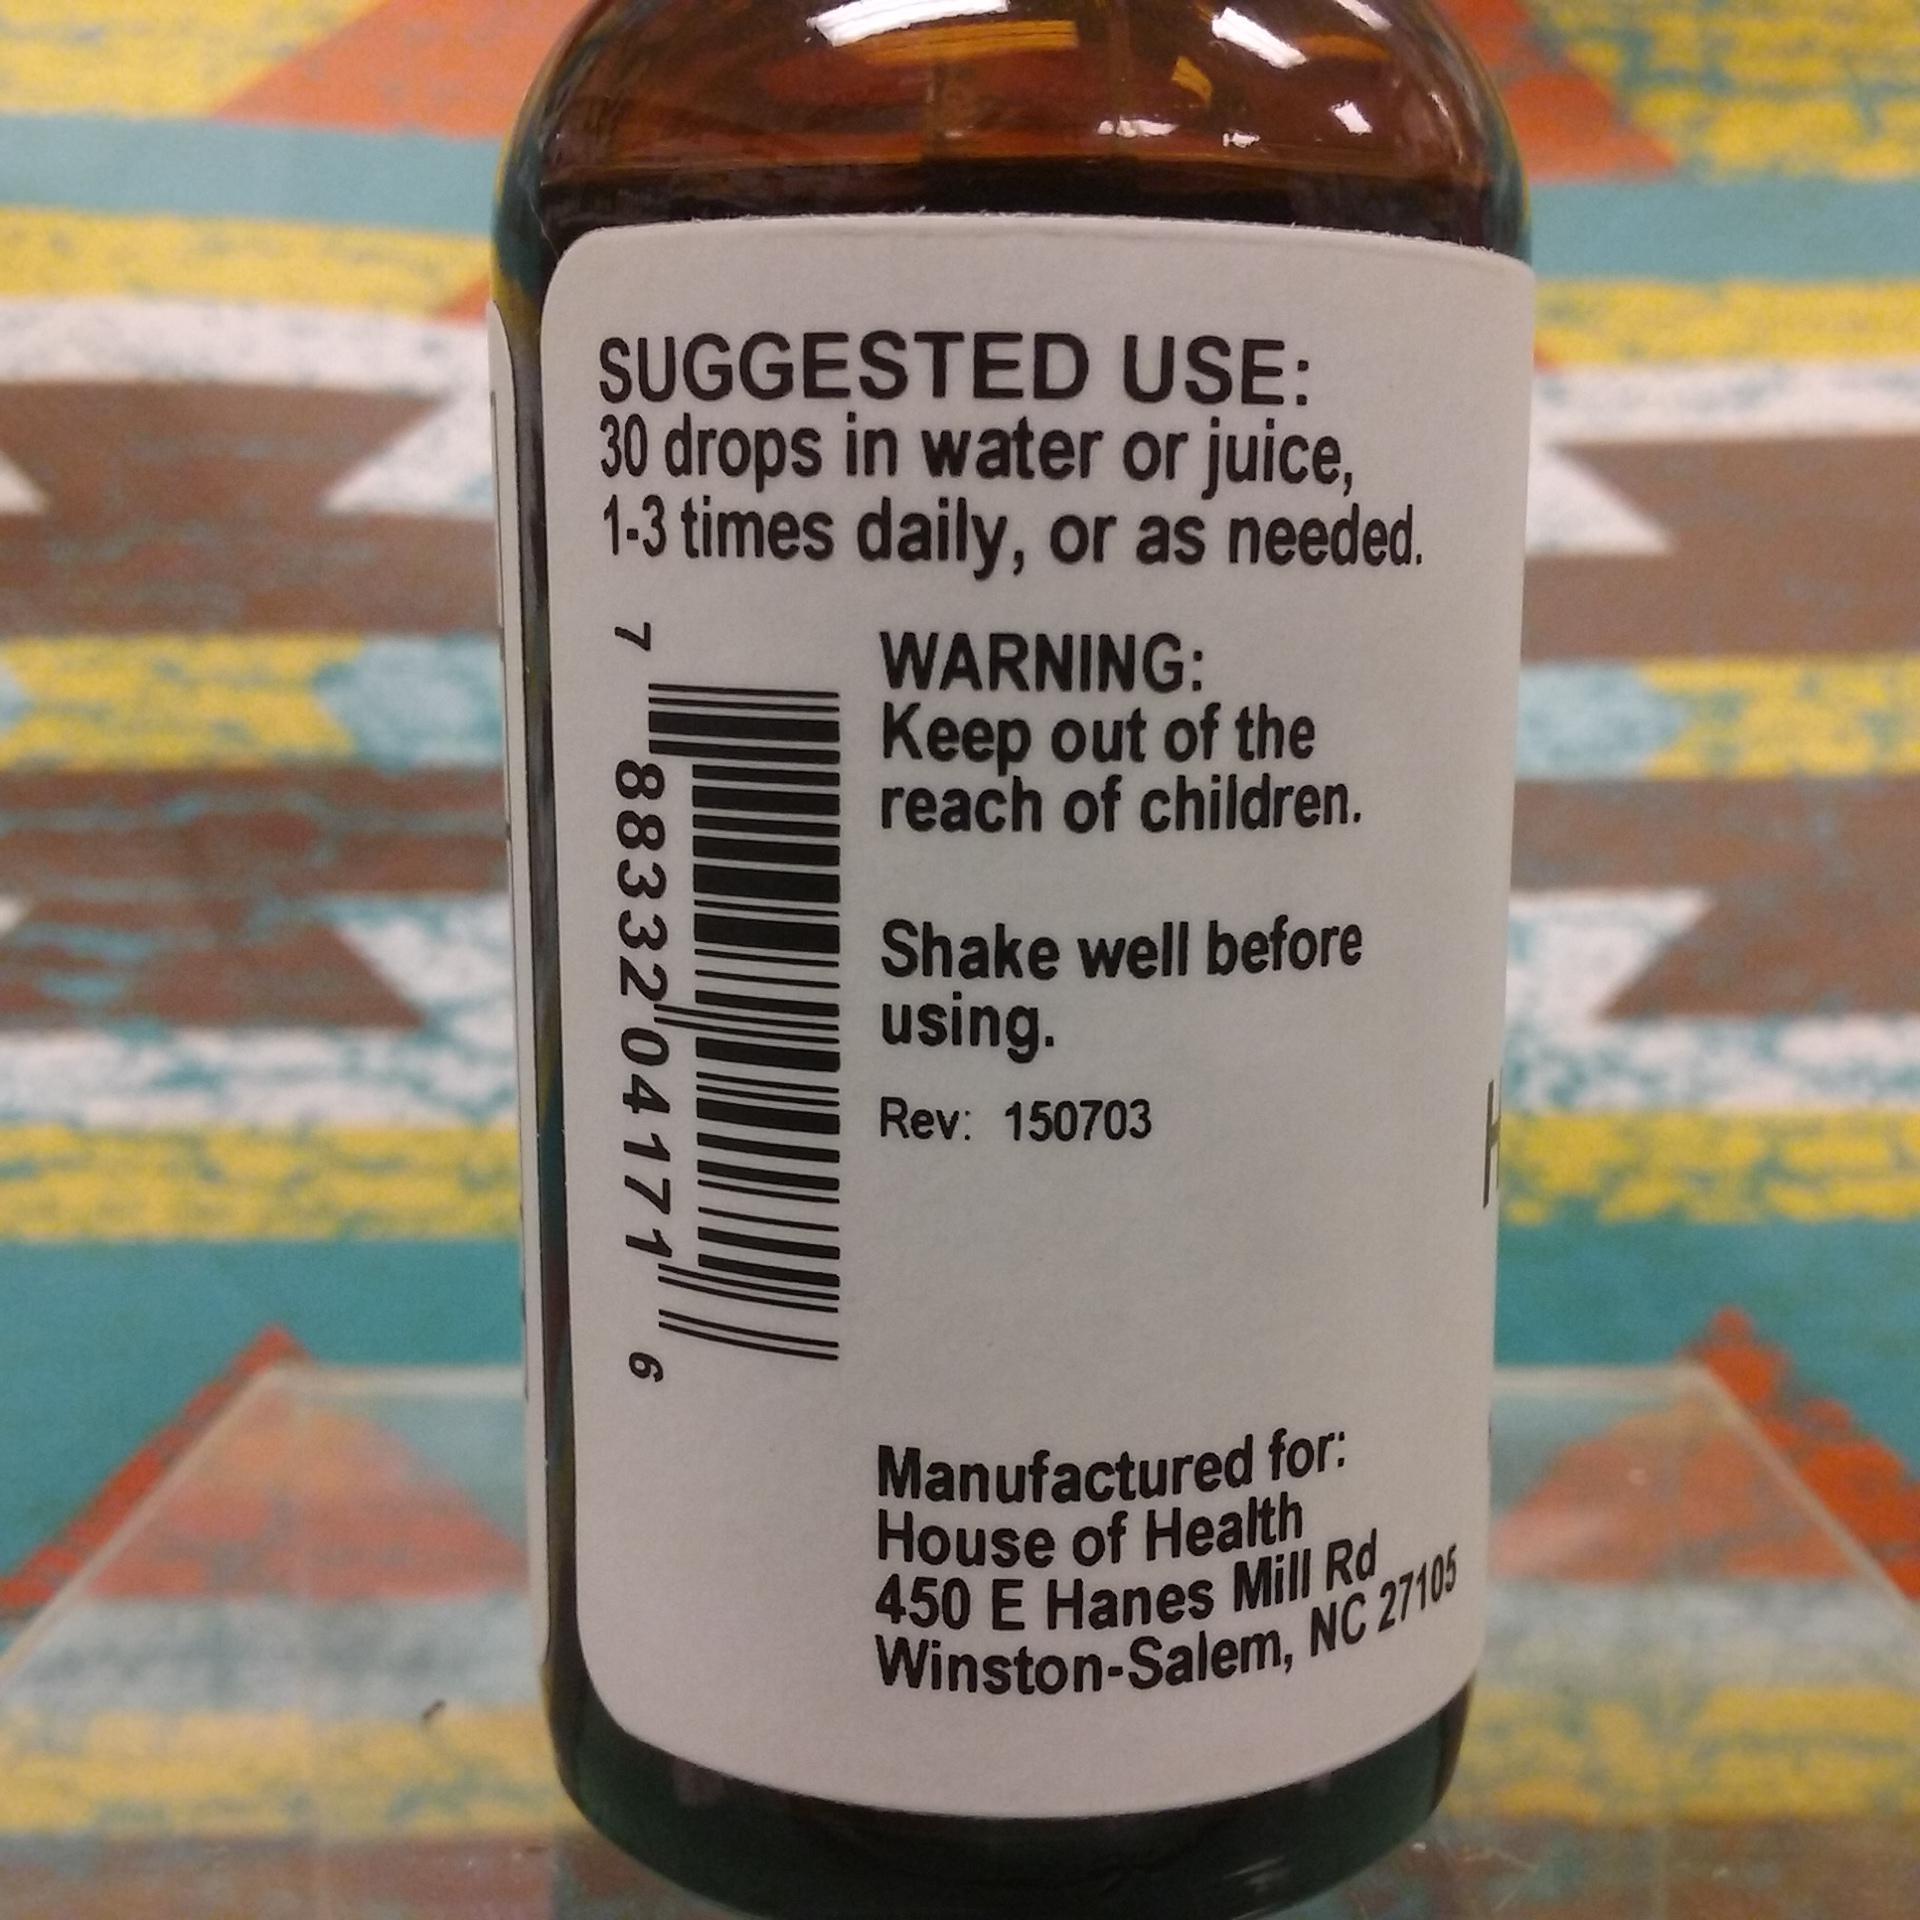 SUGGESTED USE:
30 drops in water or juice,
1-3 times daily, or as needed.
WARNING:
Keep out of the
reach of children.
Shake well before
using.
Rev: 150703
7 88332 04171 6
Manufactured for:
House of Health
450 E Hanes Mill Rd
Winston-Salem, NC 27105